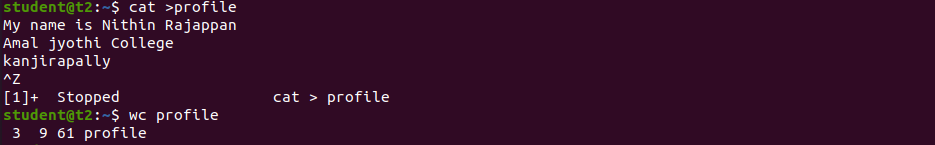 student@t2:~$ cat >profile
My name is Nithin Rajappan
Amal jyothi College
kanjirapally
^Z
[1]+  Stopped                 cat > profile
student@t2:~$ wc profile
 3  9 61 profile